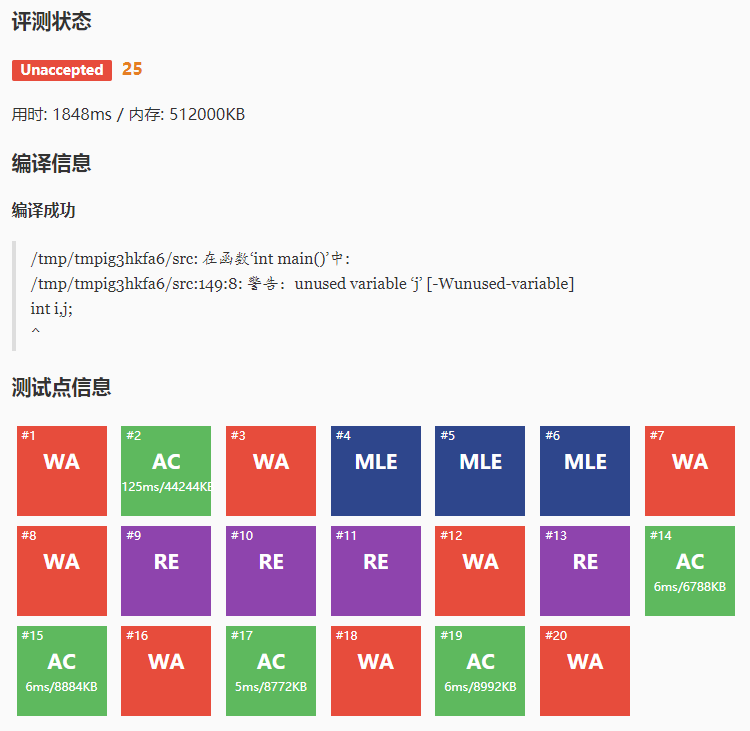 评测状态
Unaccepted 25
用时: 1848ms / 内存: 512000KB
编译信息
编译成功
/tmp/tmpig3hkfa6/src: 在函数‘int main()’中:
/tmp/tmpig3hkfa6/src:149:8: 警告：unused variable ‘j’ [-Wunused-variable]
int i,j;
^
测试点信息
#1 #2 #3 #4 #5 #6 #7
WA AC WA MLE MLE MLE WA
125ms/44244KB
#8 #9 #10 #11 #12 #13 #14
WA RE RE RE WA RE AC
6ms/6788KB
#15 #16 #17 #18 #19 #20
AC WA AC WA AC WA
6ms/8884KB 5ms/8772KB 6ms/8992KB